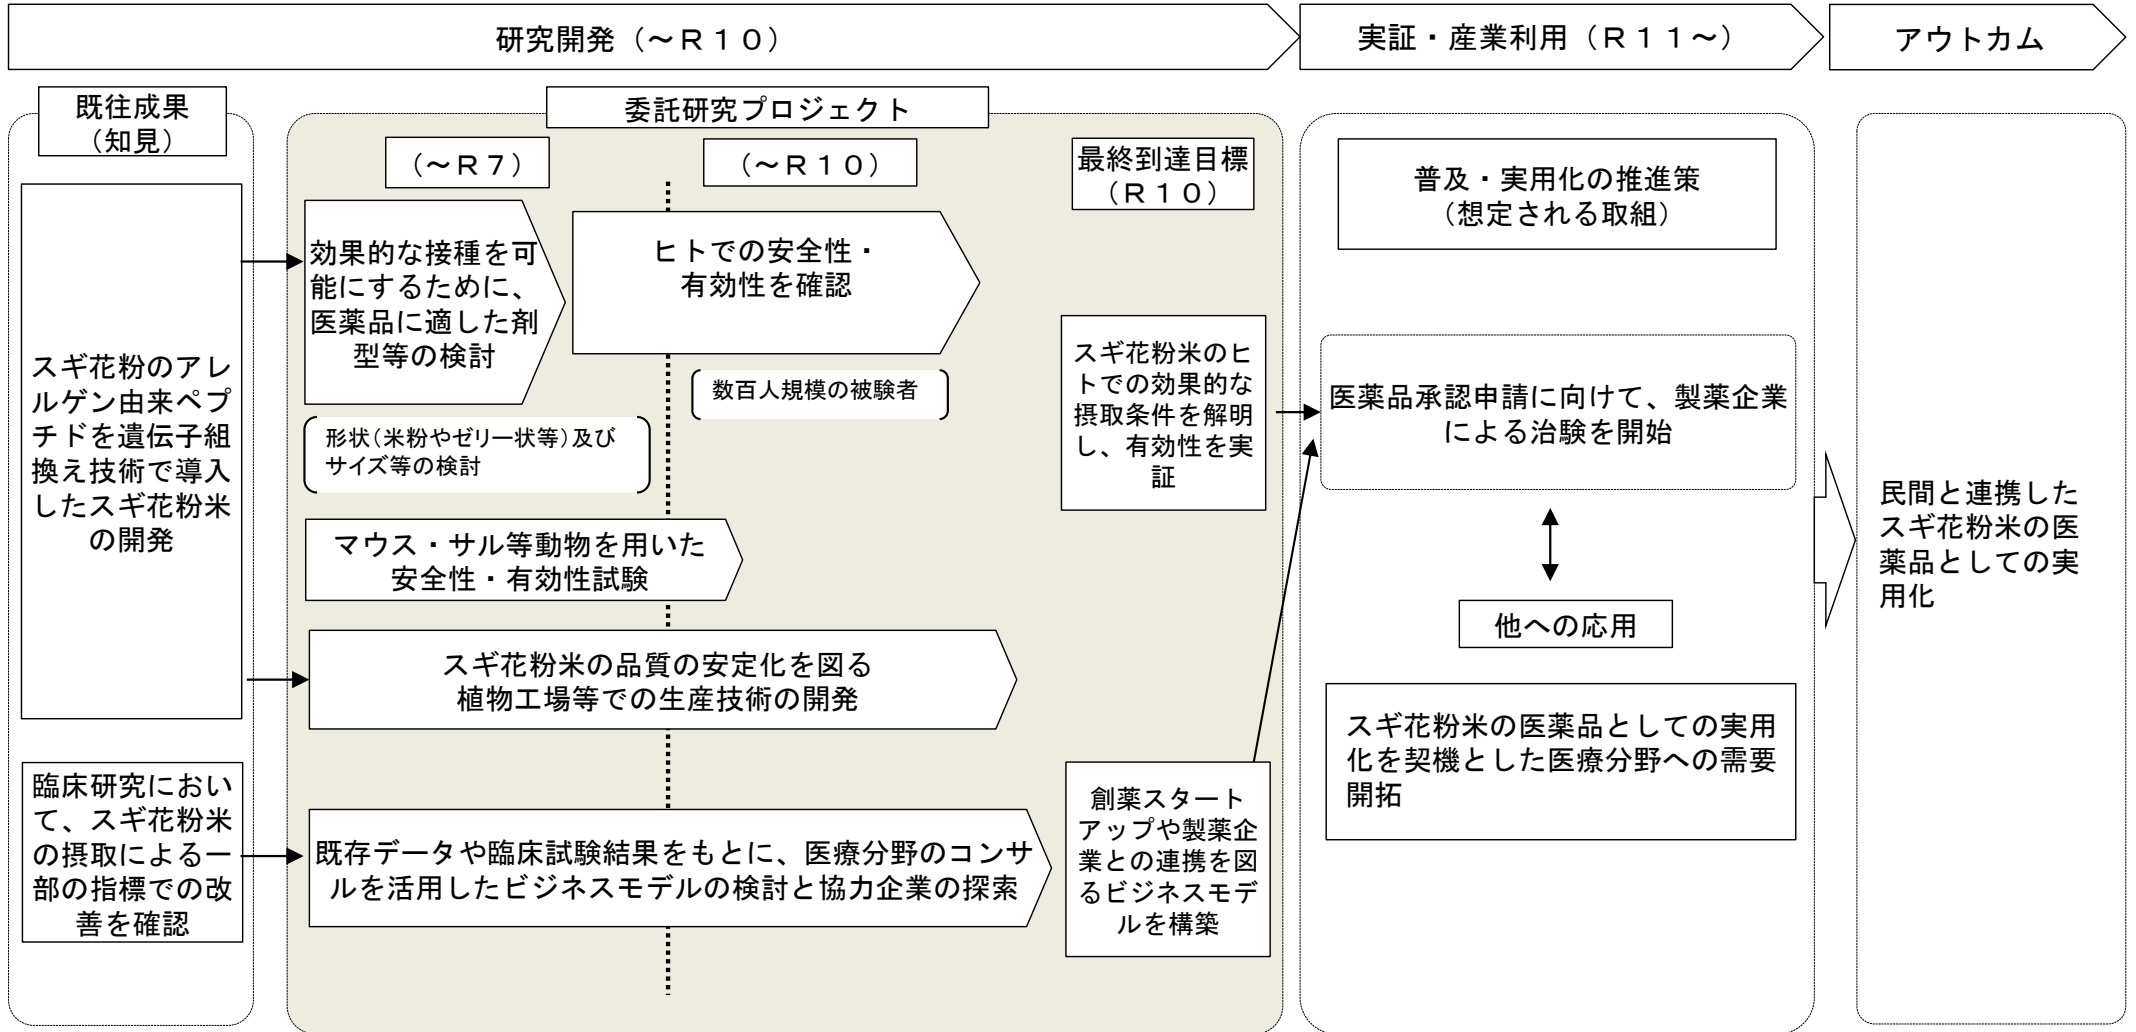 研究開発（～Ｒ１０）
実証・産業利用（Ｒ１１～）
アウトカム
既往成果
（知見）
スギ花粉のアレ
ルゲン由来ペプ
チドを遺伝子組
換え技術で導入
したスギ花粉米
の開発
臨床研究におい
て、スギ花粉米
の摂取による一
部の指標での改
善を確認
委託研究プロジェクト
（～Ｒ７）
（～Ｒ１０）
最終到達目標
（Ｒ１０）
効果的な接種を可
能にするために、
医薬品に適した剤
型等の検討
ヒトでの安全性・
有効性を確認
数百人規模の被験者
形状（米粉やゼリー状等）及び
サイズ等の検討
マウス・サル等動物を用いた
安全性・有効性試験
スギ花粉米の品質の安定化を図る
植物工場等での生産技術の開発
既存データや臨床試験結果をもとに、医療分野のコンサ
ルを活用したビジネスモデルの検討と協力企業の探索
スギ花粉米のヒ
トでの効果的な
摂取条件を解明
し、有効性を実
証
創薬スタート
アップや製薬企
業との連携を図
るビジネスモデ
ルを構築
普及・実用化の推進策
（想定される取組）
医薬品承認申請に向けて、製薬企業
による治験を開始
他への応用
スギ花粉米の医薬品としての実用
化を契機とした医療分野への需要
開拓
民間と連携した
スギ花粉米の医
薬品としての実
用化